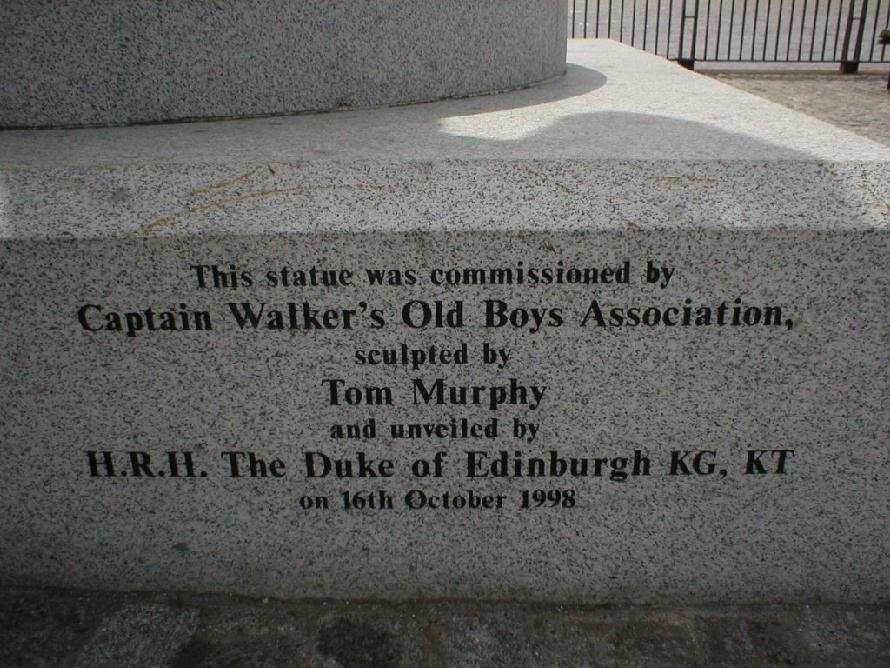 This statue was commissioned by
Captain Walker's Old Boys Association,
sculpted by
Tom Murphy
and unveiled by
H.R.H. The Duke of Edinburgh KG, KT
on 16th October 1998